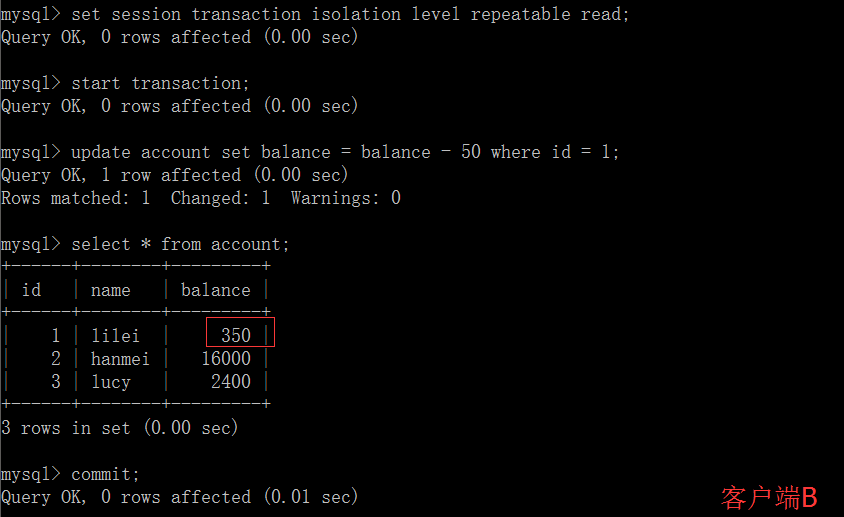 mysql> set session transaction isolation level repeatable read;
Query OK, 0 rows affected (0.00 sec)
mysql> start transaction;
Query OK, 0 rows affected (0.00 sec)
mysql> update account set balance = balance - 50 where id = 1;
Query OK, 1 row affected (0.00 sec)
Rows matched: 1  Changed: 1  Warnings: 0
mysql> select * from account;
+------+--------+---------+
| id   | name   | balance |
+------+--------+---------+
|    1 | lilei  |     350 |
|    2 | hanmei |   16000 |
|    3 | lucy   |    2400 |
+------+--------+---------+
3 rows in set (0.00 sec)
mysql> commit;
Query OK, 0 rows affected (0.01 sec)
客户端B